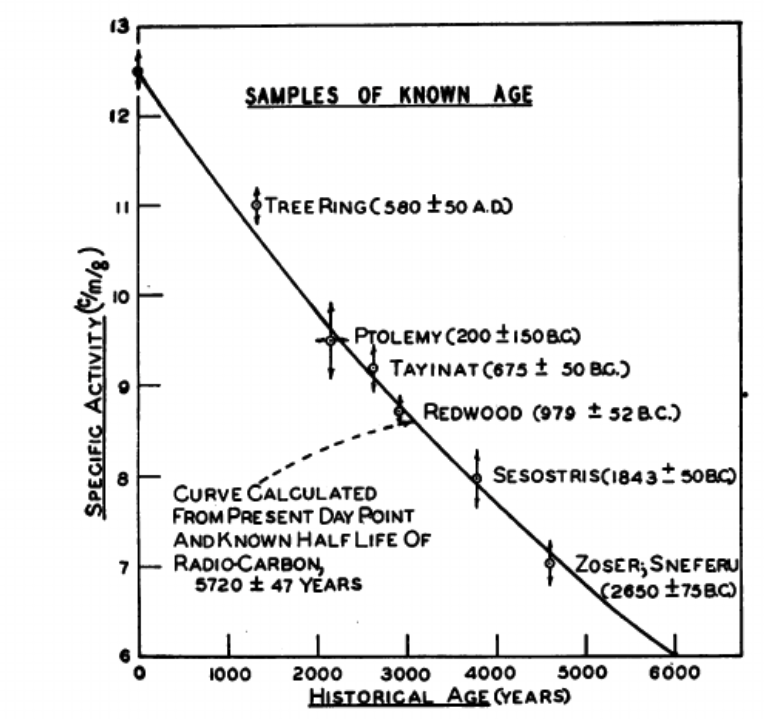 13
SAMPLES OF KNOWN AGE
12
TREE RING (580 ± 50 A.D.)
11
10
PTOLEMY (200 ± 150 B.C)
TAYINAT (675 ± 50 B.C.)
9
REDWOOD (979 ± 52 B.C.)
SESOSTRIS (1843 ± 50 B.C)
8
CURVE CALCULATED
FROM PRESENT DAY POINT
AND KNOWN HALF LIFE OF
RADIO-CARBON,
5720 ± 47 YEARS
ZOSER; SNEFERU
(2650 ± 75 B.C)
7
6
SPECIFIC ACTIVITY (c/m/g)
0 1000 2000 3000 4000 5000 6000
HISTORICAL AGE (YEARS)